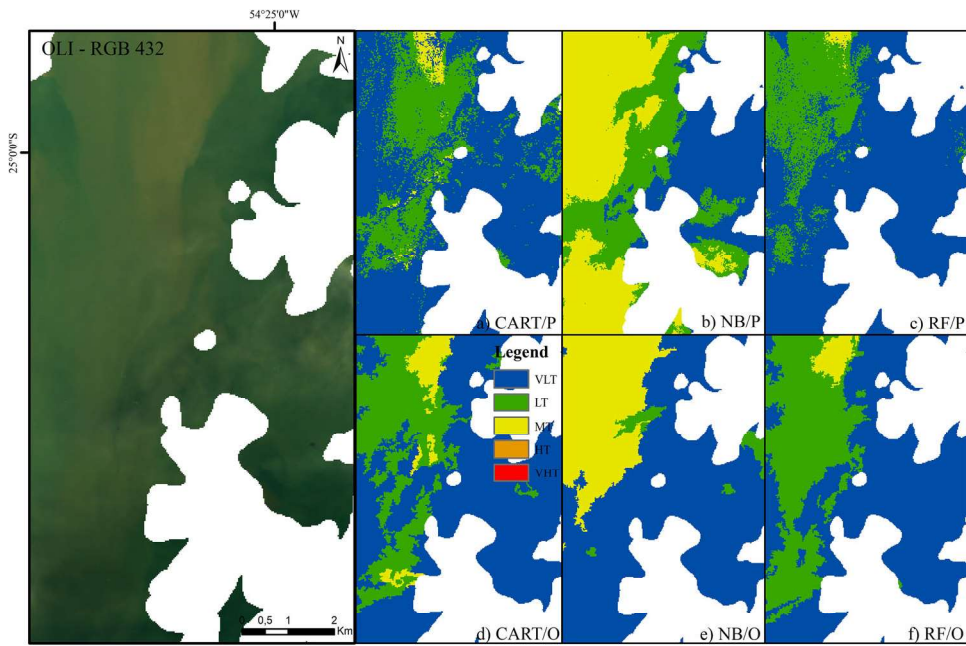 54°25'0"W
OLI - RGB 432
N
25°0'0"S
a) CART/P
b) NB/P
c) RF/P
Legend
VLT
LT
MT
HT
VHT
0 0,5 1 2
Km
d) CART/O
e) NB/O
f) RF/O